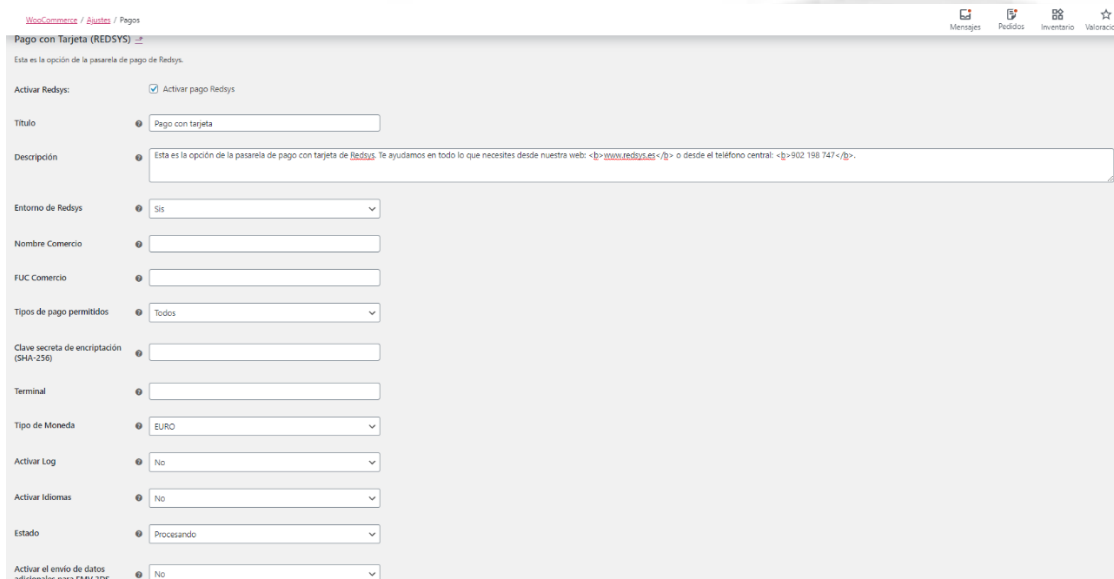 WooCommerce / Ajustes / Pagos
Mensajes Pedidos Inventario
Pago con Tarjeta (REDSYS)
Esta es la opción de la pasarela de pago de Redsys.
Activar Redsys: Activar pago Redsys
Título Pago con tarjeta
Descripción Esta es la opción de la pasarela de pago con tarjeta de Redsys. Te ayudamos en todo lo que necesites desde nuestra web: <b>www.redsys.es</b> o desde el teléfono central: <b>902 198 747</b>.
Entorno de Redsys Sis
Nombre Comercio
FUC Comercio
Tipos de pago permitidos Todos
Clave secreta de encriptación
(SHA-256)
Terminal
Tipo de Moneda EURO
Activar Log No
Activar Idiomas No
Estado Procesando
Activar el envío de datos
adicionales para EMV 3DS No